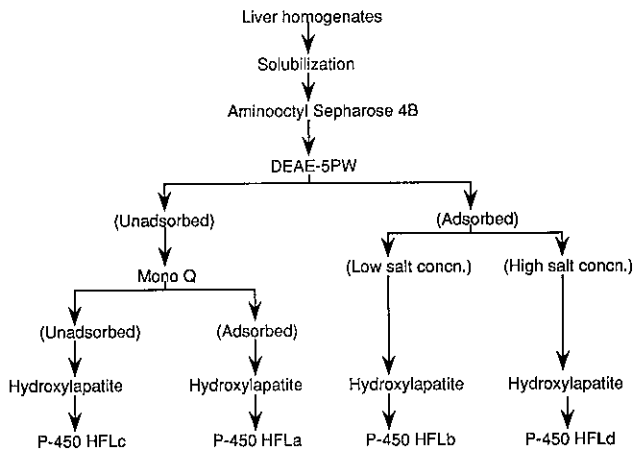 Liver homogenates
Solubilization
Aminooctyl Sepharose 4B
DEAE-5PW
(Unadsorbed)
(Adsorbed)
Mono Q
(Low salt concn.)
(High salt concn.)
(Unadsorbed)
(Adsorbed)
Hydroxylapatite
Hydroxylapatite
Hydroxylapatite
Hydroxylapatite
P-450 HFLc
P-450 HFLa
P-450 HFLb
P-450 HFLd